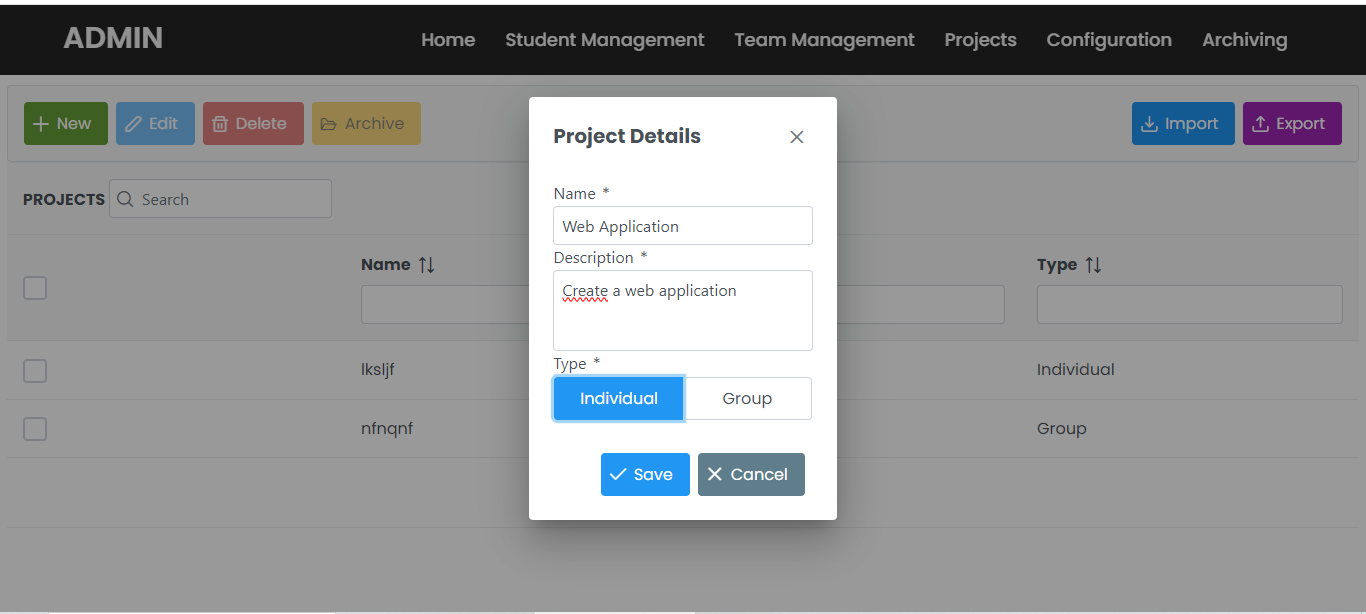 ADMIN
Home Student Management Team Management Projects Configuration Archiving
New Edit Delete Archive Import Export
PROJECTS Search
Name Type
lksljf Individual
nfnqnf Group
Project Details
Name *
Web Application
Description *
Create a web application
Type *
Individual Group
Save Cancel